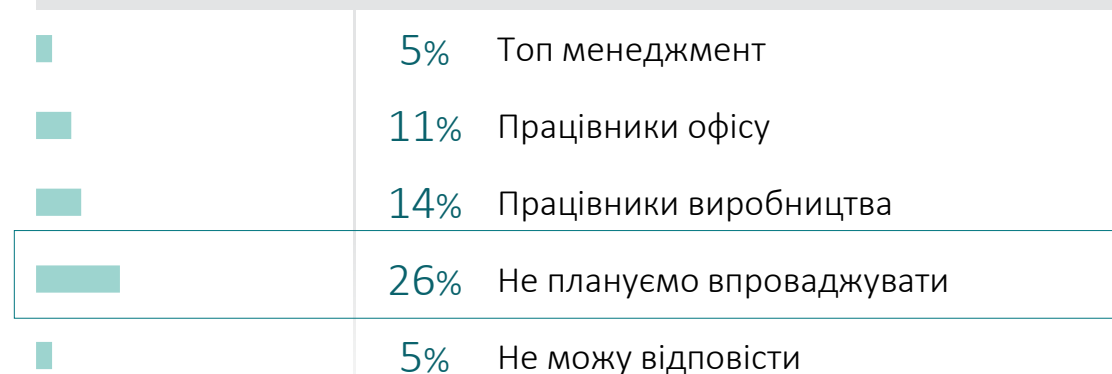 5% Топ менеджмент
11% Працівники офісу
14% Працівники виробництва
26% Не плануємо впроваджувати
5% Не можу відповісти